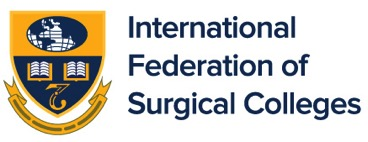 International
Federation of
Surgical Colleges